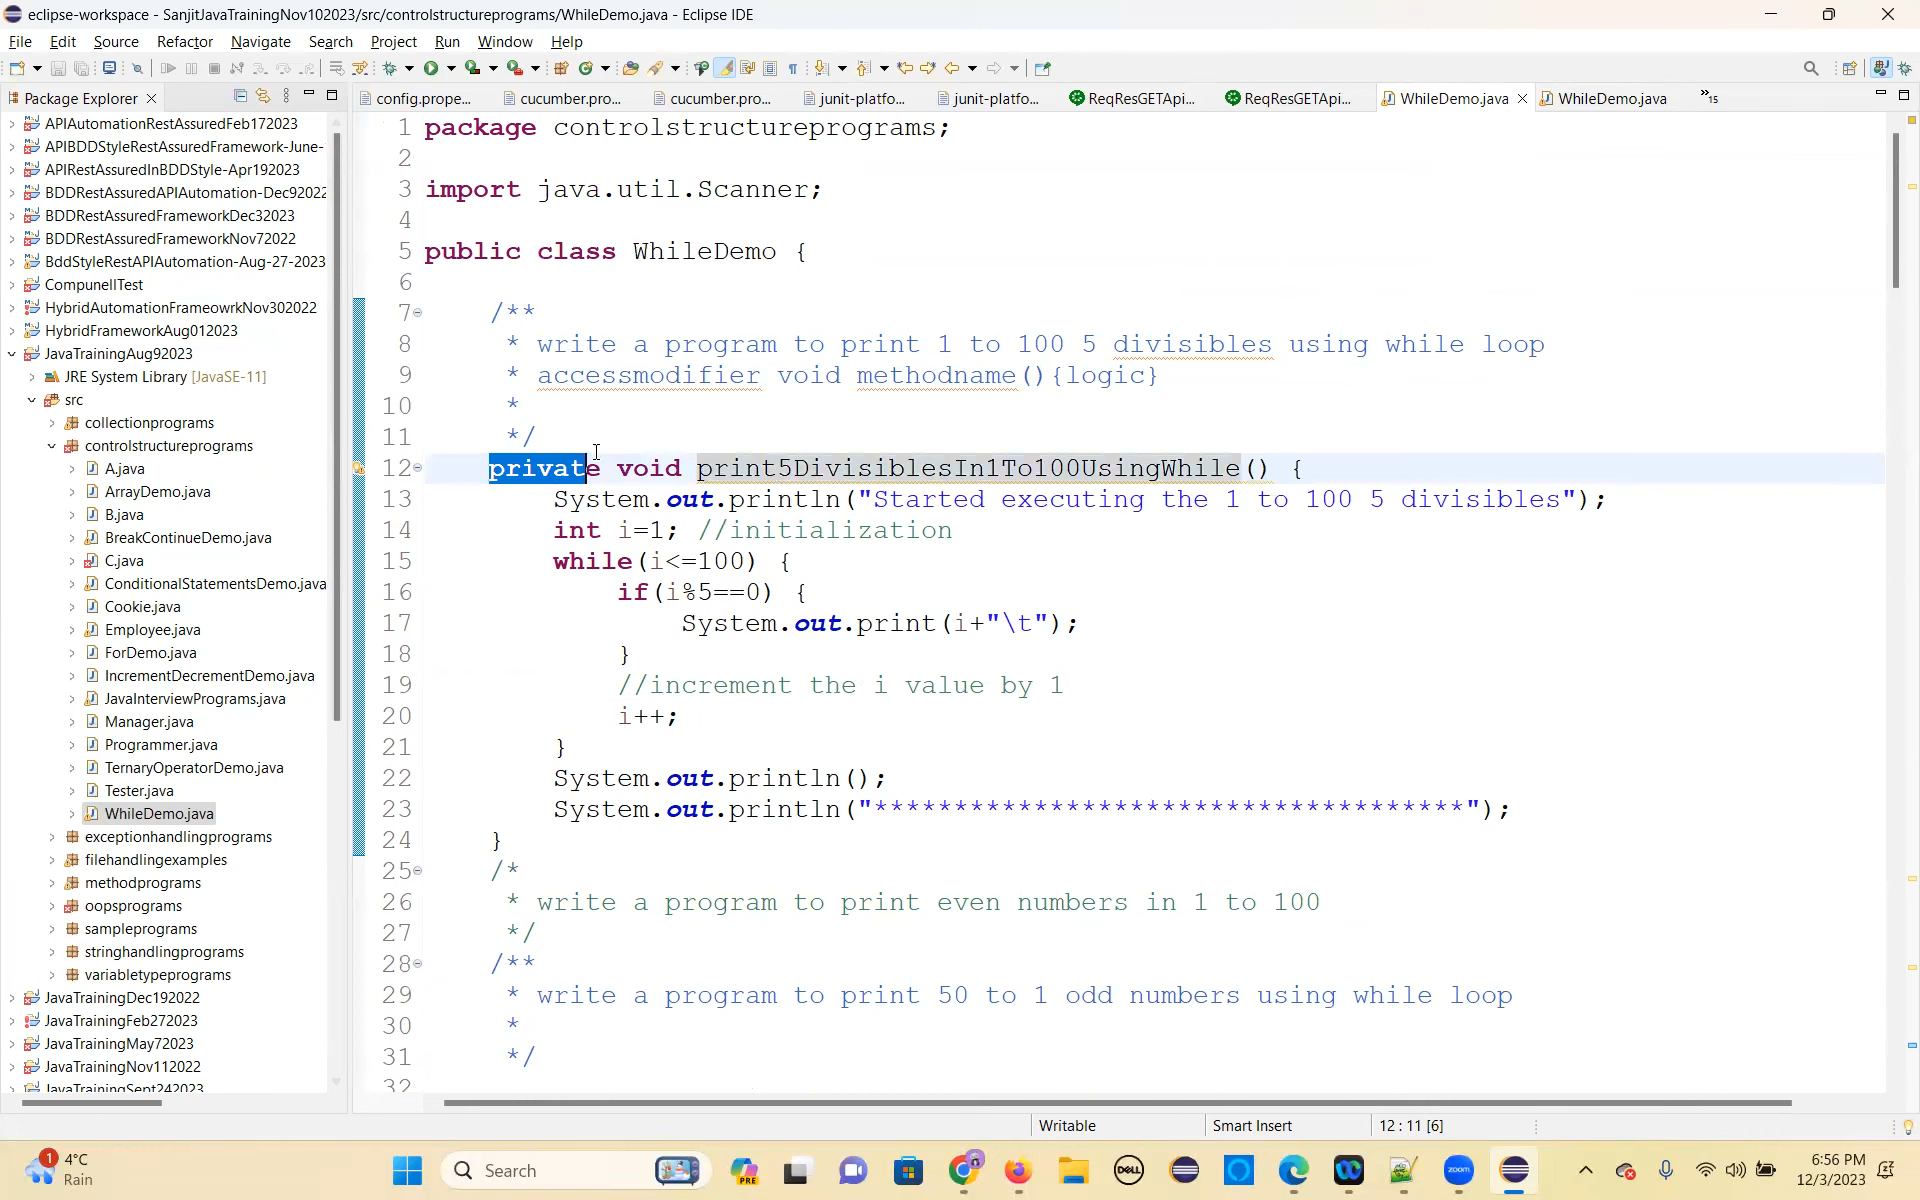 eclipse-workspace - SanjitJavaTrainingNov102023/src/controlstructureprograms/WhileDemo.java - Eclipse IDE
File Edit Source Refactor Navigate Search Project Run Window Help
Package Explorer
config.prope... cucumber.pro... cucumber.pro... junit-platfo... junit-platfo... ReqResGETApi... ReqResGETApi... WhileDemo.java WhileDemo.java »15
APIAutomationRestAssuredFeb172023
APIBDDStyleRestAssuredFramework-June-
APIRestAssuredInBDDStyle-Apr192023
BDDRestAssuredAPIAutomation-Dec92022
BDDRestAssuredFrameworkDec32023
BDDRestAssuredFrameworkNov72022
BddStyleRestAPIAutomation-Aug-27-2023
CompunellTest
HybridAutomationFrameowrkNov302022
HybridFrameworkAug012023
JavaTrainingAug92023
JRE System Library [JavaSE-11]
src
collectionprograms
controlstructureprograms
A.java
ArrayDemo.java
B.java
BreakContinueDemo.java
C.java
ConditionalStatementsDemo.java
Cookie.java
Employee.java
ForDemo.java
IncrementDecrementDemo.java
JavaInterviewPrograms.java
Manager.java
Programmer.java
TernaryOperatorDemo.java
Tester.java
WhileDemo.java
exceptionhandlingprograms
filehandlingexamples
methodprograms
oopsprograms
sampleprograms
stringhandlingprograms
variabletypeprograms
JavaTrainingDec192022
JavaTrainingFeb272023
JavaTrainingMay72023
JavaTrainingNov112022
JavaTrainingSept242023
1 package controlstructureprograms;
2
3 import java.util.Scanner;
4
5 public class WhileDemo {
6
7 /**
8 * write a program to print 1 to 100 5 divisibles using while loop
9 * accessmodifier void methodname(){logic}
10 *
11 */
12 private void print5DivisiblesIn1To100UsingWhile() {
13 System.out.println("Started executing the 1 to 100 5 divisibles");
14 int i=1; //initialization
15 while(i<=100) {
16 if(i%5==0) {
17 System.out.print(i+"\t");
18 }
19 //increment the i value by 1
20 i++;
21 }
22 System.out.println();
23 System.out.println("*************************************");
24 }
25 /*
26 * write a program to print even numbers in 1 to 100
27 */
28 /**
29 * write a program to print 50 to 1 odd numbers using while loop
30 *
31 */
32
Writable Smart Insert 12 : 11 [6]
1 4°C
Rain
Search
PRE
DELL
zoom
6:56 PM
12/3/2023